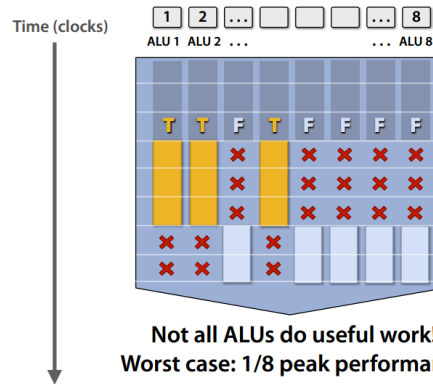 Time (clocks)
1 2 ... ... 8
ALU 1 ALU 2 . . . . . . ALU 8
T T F T F F F F
Not all ALUs do useful work!
Worst case: 1/8 peak performa